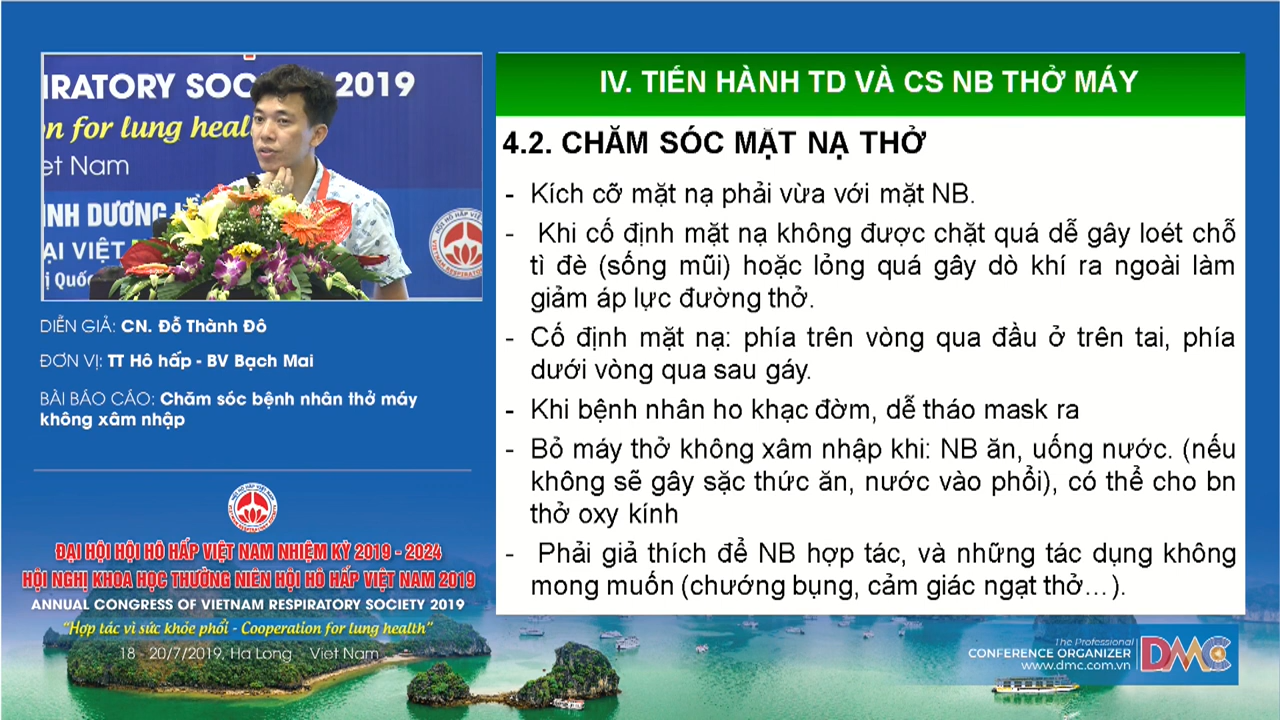 IRATORY SOC 2019
n for lung heal
et Nam
INH DƯƠNG
ẠI VIỆT
ị Quốc
DIỄN GIẢ: CN. Đỗ Thành Đô
ĐƠN VỊ: TT Hô hấp - BV Bạch Mai
BÀI BÁO CÁO: Chăm sóc bệnh nhân thở máy
không xâm nhập
ĐẠI HỘI HỘI HÔ HẤP VIỆT NAM NHIỆM KỲ 2019 - 2024
HỘI NGHỊ KHOA HỌC THƯỜNG NIÊN HỘI HÔ HẤP VIỆT NAM 2019
ANNUAL CONGRESS OF VIETNAM RESPIRATORY SOCIETY 2019
"Hợp tác vì sức khỏe phổi - Cooperation for lung health"
18 - 20/7/2019, Ha Long Viet Nam
IV. TIẾN HÀNH TD VÀ CS NB THỞ MÁY
4.2. CHĂM SÓC MẶT NẠ THỞ
- Kích cỡ mặt nạ phải vừa với mặt NB.
- Khi cố định mặt nạ không được chặt quá dễ gây loét chỗ
tì đè (sống mũi) hoặc lỏng quá gây dò khí ra ngoài làm
giảm áp lực đường thở.
- Cố định mặt nạ: phía trên vòng qua đầu ở trên tai, phía
dưới vòng qua sau gáy.
- Khi bệnh nhân ho khạc đờm, dễ tháo mask ra
- Bỏ máy thở không xâm nhập khi: NB ăn, uống nước. (nếu
không sẽ gây sặc thức ăn, nước vào phổi), có thể cho bn
thở oxy kính
- Phải giả thích để NB hợp tác, và những tác dụng không
mong muốn (chướng bụng, cảm giác ngạt thở...).
The Professional
CONFERENCE ORGANIZER
www.dmc.com.vn
DMC